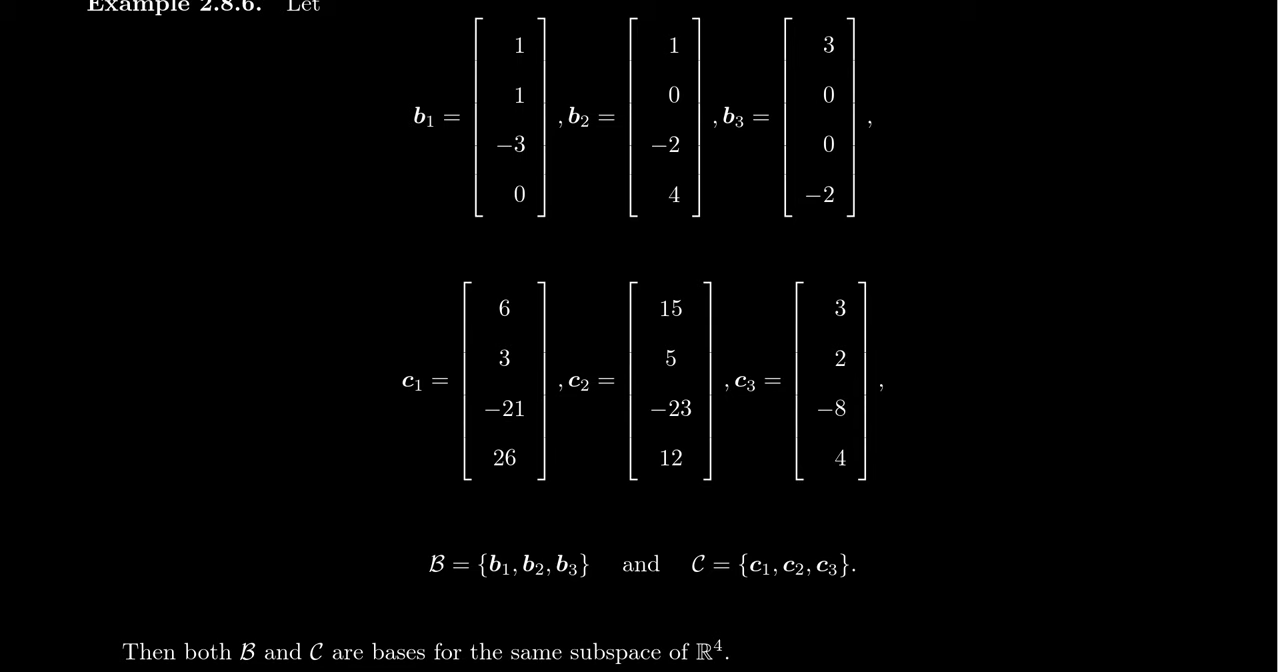 Example 2.8.6. Let
b₁ = [1 1 −3 0], b₂ = [1 0 −2 4], b₃ = [3 0 0 −2],
c₁ = [6 3 −21 26], c₂ = [15 5 −23 12], c₃ = [3 2 −8 4],
ℬ = {b₁, b₂, b₃} and 𝒞 = {c₁, c₂, c₃}.
Then both ℬ and 𝒞 are bases for the same subspace of ℝ⁴.